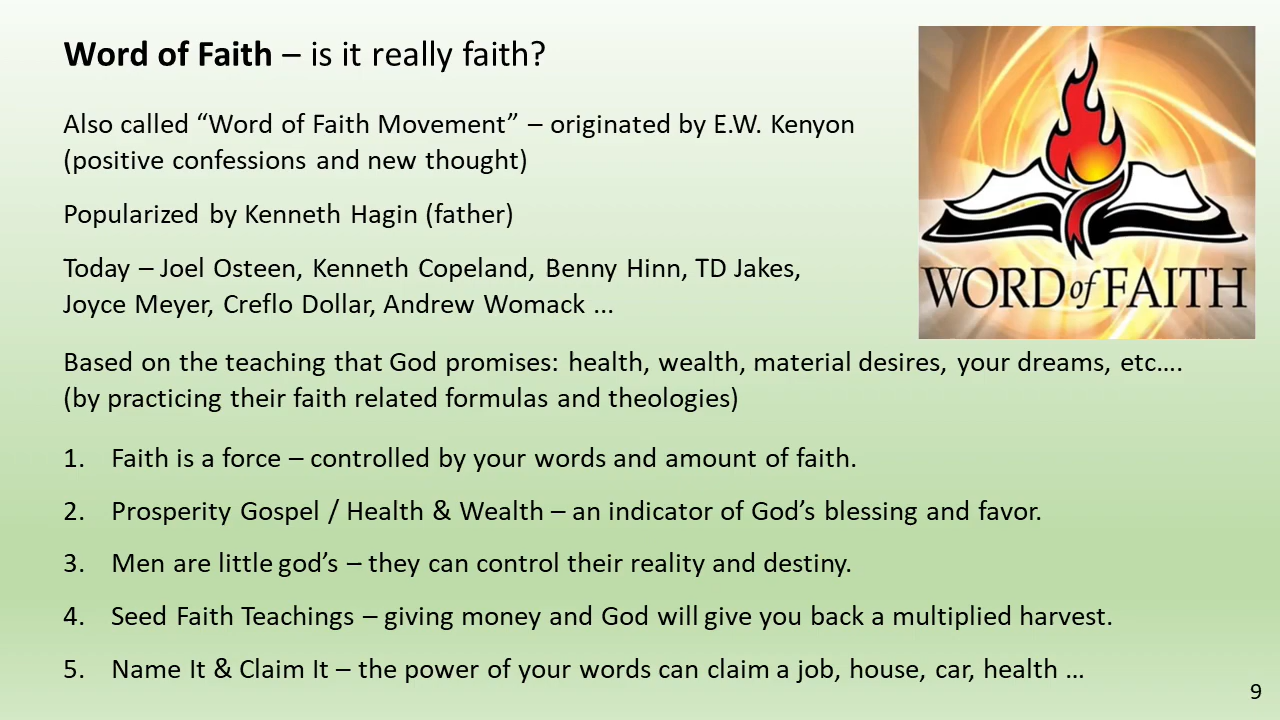 Word of Faith – is it really faith?
Also called “Word of Faith Movement” – originated by E.W. Kenyon
(positive confessions and new thought)
Popularized by Kenneth Hagin (father)
Today – Joel Osteen, Kenneth Copeland, Benny Hinn, TD Jakes,
Joyce Meyer, Creflo Dollar, Andrew Womack ...
WORD of FAITH
Based on the teaching that God promises: health, wealth, material desires, your dreams, etc....
(by practicing their faith related formulas and theologies)
1. Faith is a force – controlled by your words and amount of faith.
2. Prosperity Gospel / Health & Wealth – an indicator of God’s blessing and favor.
3. Men are little god’s – they can control their reality and destiny.
4. Seed Faith Teachings – giving money and God will give you back a multiplied harvest.
5. Name It & Claim It – the power of your words can claim a job, house, car, health ...
9